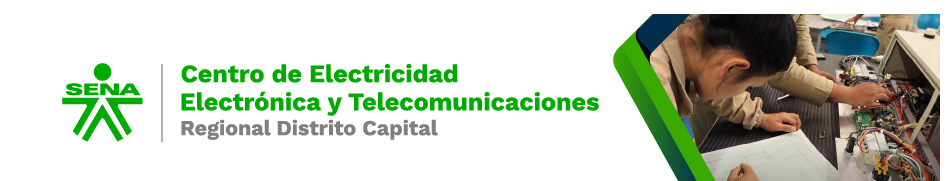 SENA
Centro de Electricidad
Electrónica y Telecomunicaciones
Regional Distrito Capital